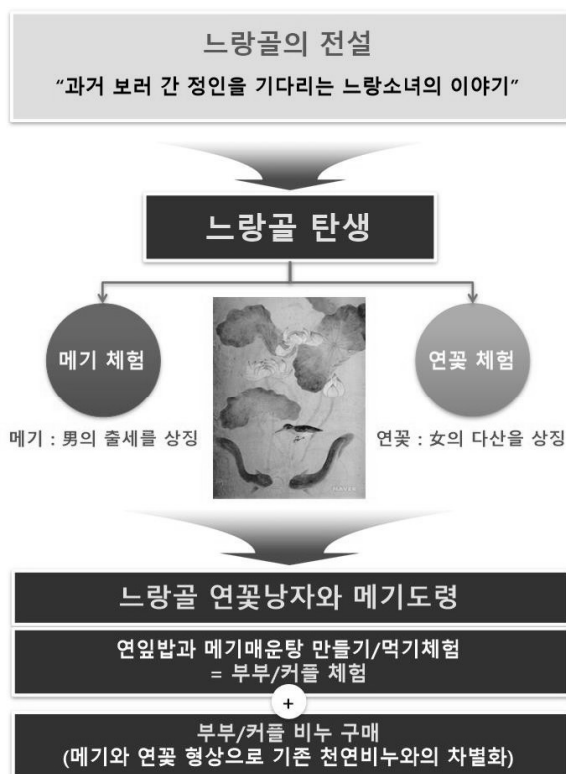 느랑골의 전설
“과거 보러 간 정인을 기다리는 느랑소녀의 이야기”
느랑골 탄생
메기 체험
연꽃 체험
메기 : 男의 출세를 상징
연꽃 : 女의 다산을 상징
느랑골 연꽃낭자와 메기도령
연잎밥과 메기매운탕 만들기/먹기체험
= 부부/커플 체험
+
부부/커플 비누 구매
(메기와 연꽃 형상으로 기존 천연비누와의 차별화)